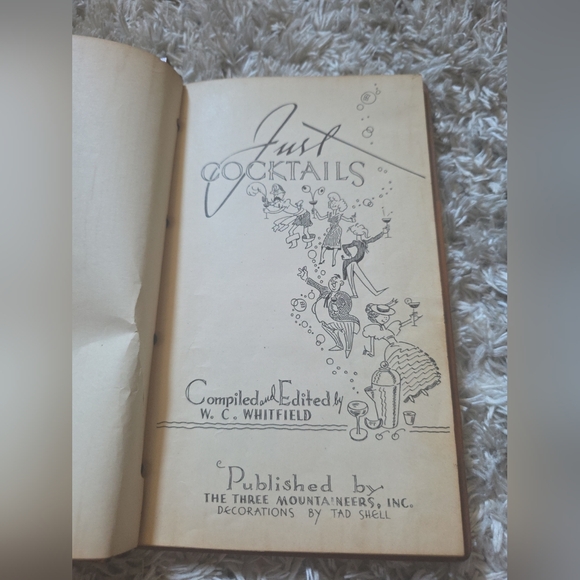 Just
COCKTAILS
Compiled and Edited by
W. C. WHITFIELD
Published by
THE THREE MOUNTAINEERS, INC.
DECORATIONS BY TAD SHELL